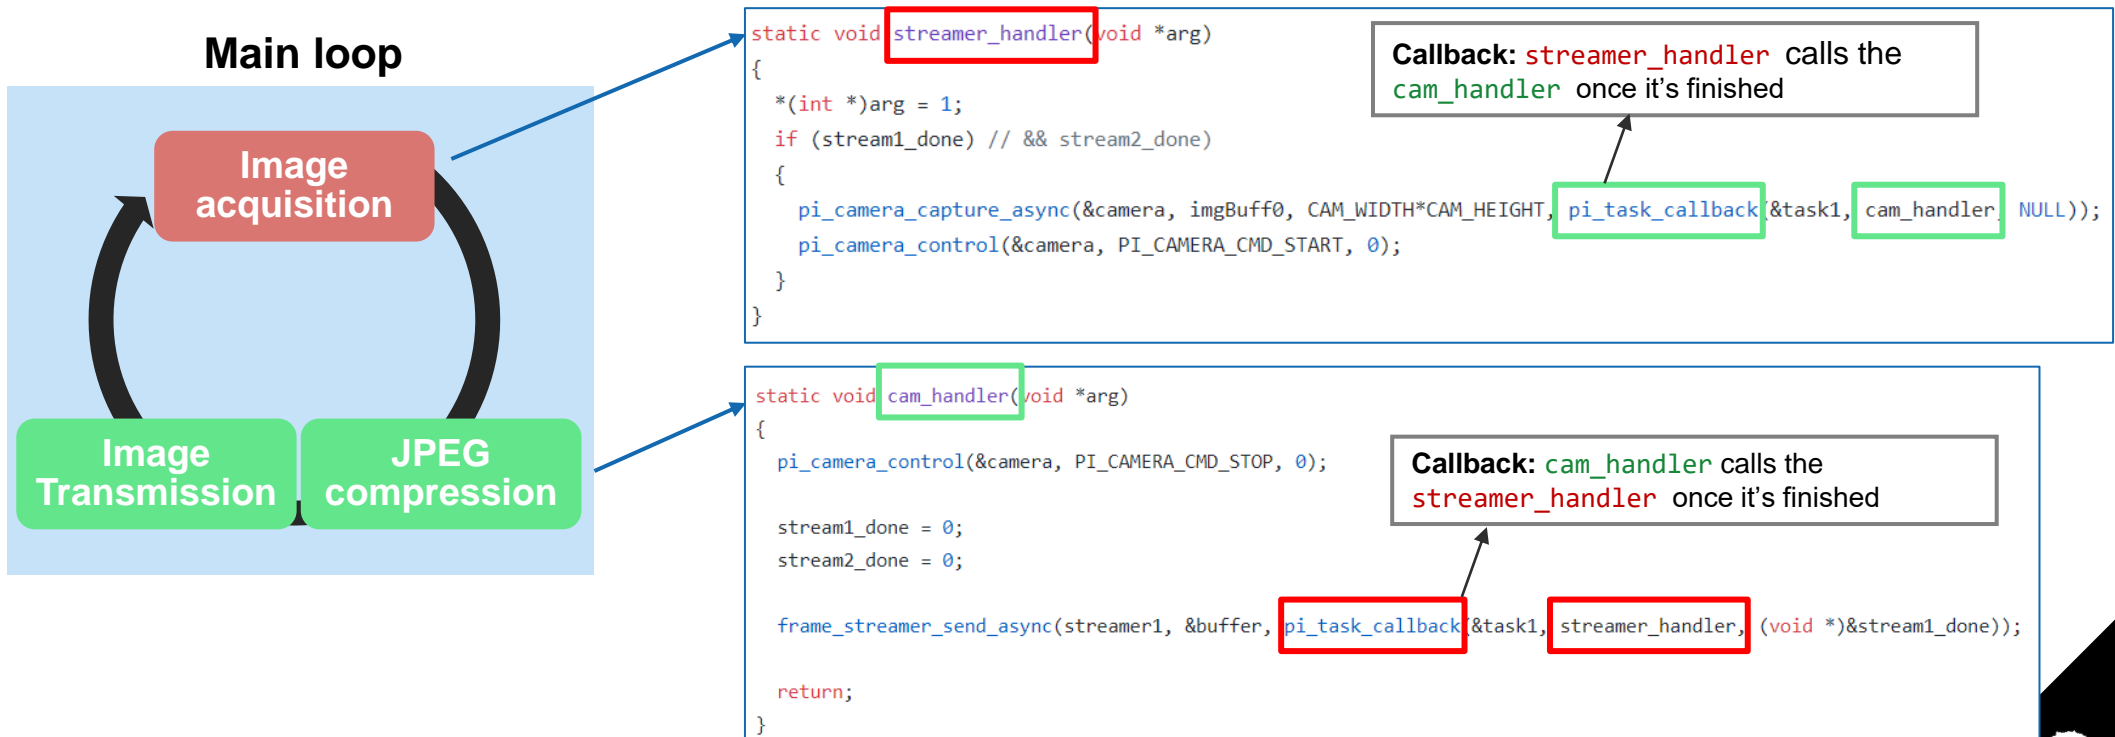 Main loop
Image
acquisition
Image
Transmission
JPEG
compression
static void streamer_handler(void *arg)
{
*(int *)arg = 1;
if (stream1_done) // && stream2_done)
{
pi_camera_capture_async(&camera, imgBuff0, CAM_WIDTH*CAM_HEIGHT, pi_task_callback(&task1, cam_handler, NULL));
pi_camera_control(&camera, PI_CAMERA_CMD_START, 0);
}
}
Callback: streamer_handler calls the
cam_handler once it's finished
static void cam_handler(void *arg)
{
pi_camera_control(&camera, PI_CAMERA_CMD_STOP, 0);
stream1_done = 0;
stream2_done = 0;
frame_streamer_send_async(streamer1, &buffer, pi_task_callback(&task1, streamer_handler, (void *)&stream1_done));
return;
}
Callback: cam_handler calls the
streamer_handler once it's finished